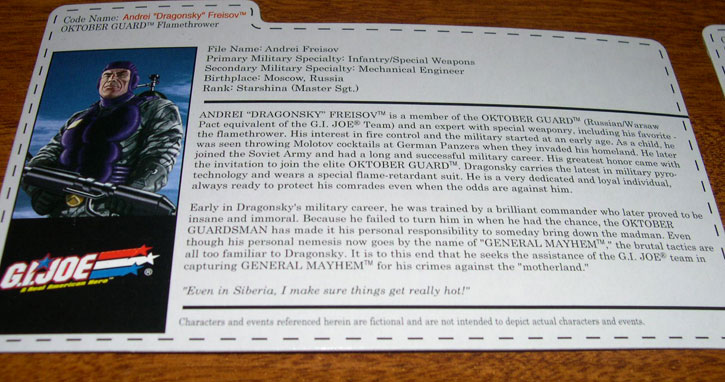 Code Name: Andrei "Dragonsky" Freisov™
OKTOBER GUARD™ Flamethrower
File Name: Andrei Freisov
Primary Military Specialty: Infantry/Special Weapons
Secondary Military Specialty: Mechanical Engineer
Birthplace: Moscow, Russia
Rank: Starshina (Master Sgt.)
ANDREI "DRAGONSKY" FREISOV™ is a member of the OKTOBER GUARD™ (Russian/Warsaw
Pact equivalent of the G.I. JOE® Team) and an expert with special weaponry, including his favorite -
the flamethrower. His interest in fire control and the military started at an early age. As a child, he
was seen throwing Molotov cocktails at German Panzers when they invaded his homeland. He later
joined the Soviet Army and had a long and successful military career. His greatest honor came with
the invitation to join the elite OKTOBER GUARD™. Dragonsky carries the latest in military pyro-
technology and wears a special flame-retardant suit. He is a very dedicated and loyal individual,
always ready to protect his comrades even when the odds are against him.
Early in Dragonsky's military career, he was trained by a brilliant commander who later proved to be
insane and immoral. Because he failed to turn him in when he had the chance, the OKTOBER
GUARDSMAN has made it his personal responsibility to someday bring down the madman. Even
though his personal nemesis now goes by the name of "GENERAL MAYHEM™," the brutal tactics are
all too familiar to Dragonsky. It is to this end that he seeks the assistance of the G.I. JOE® team in
capturing GENERAL MAYHEM™ for his crimes against the "motherland."
"Even in Siberia, I make sure things get really hot!"
Characters and events referenced herein are fictional and are not intended to depict actual characters and events.
G.I. JOE®
A Real American Hero™